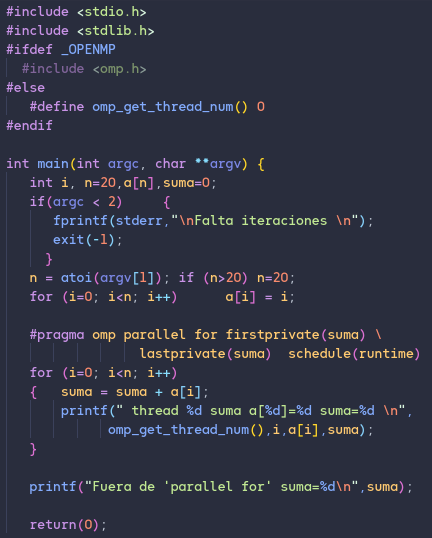 #include <stdio.h>
#include <stdlib.h>
#ifdef _OPENMP
#include <omp.h>
#else
#define omp_get_thread_num() 0
#endif
int main(int argc, char **argv) {
int i, n=20,a[n],suma=0;
if(argc < 2) {
fprintf(stderr,"\nFalta iteraciones \n");
exit(-1);
}
n = atoi(argv[1]); if (n>20) n=20;
for (i=0; i<n; i++) a[i] = i;
#pragma omp parallel for firstprivate(suma) \
lastprivate(suma) schedule(runtime)
for (i=0; i<n; i++)
{ suma = suma + a[i];
printf(" thread %d suma a[%d]=%d suma=%d \n",
omp_get_thread_num(),i,a[i],suma);
}
printf("Fuera de 'parallel for' suma=%d\n",suma);
return(0);